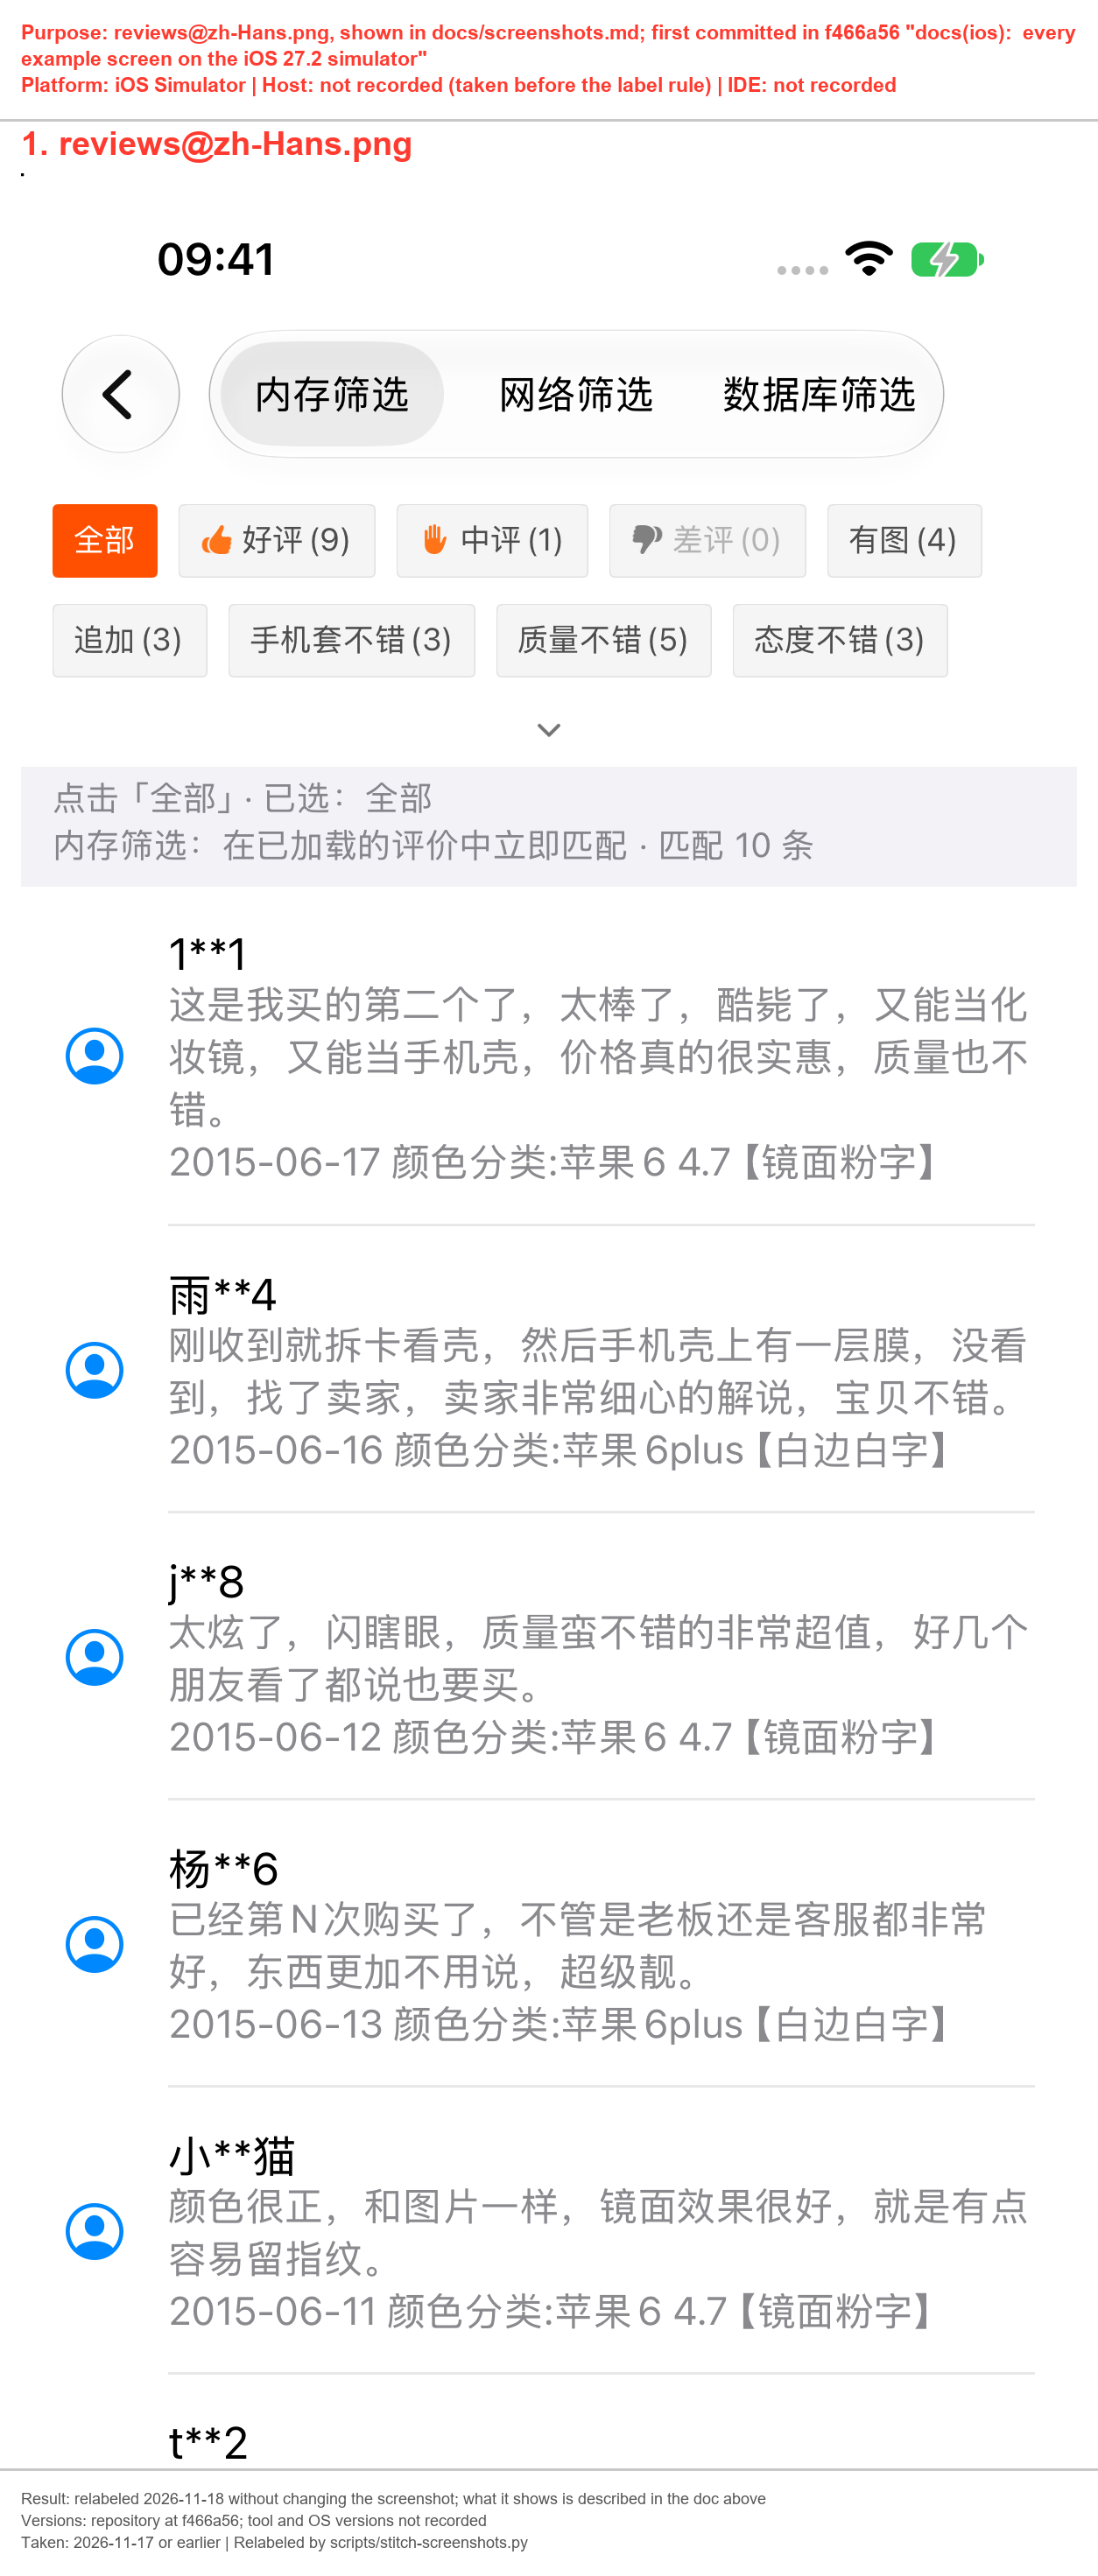 Purpose: reviews@zh-Hans.png, shown in docs/screenshots.md; first committed in f466a56 "docs(ios):  every
example screen on the iOS 27.2 simulator"
Platform: iOS Simulator | Host: not recorded (taken before the label rule) | IDE: not recorded
1. reviews@zh-Hans.png
09:41
内存筛选 网络筛选 数据库筛选
全部 好评 (9) 中评 (1) 差评 (0) 有图 (4)
追加 (3) 手机套不错 (3) 质量不错 (5) 态度不错 (3)
点击「全部」· 已选：全部
内存筛选：在已加载的评价中立即匹配 · 匹配 10 条
1**1
这是我买的第二个了，太棒了，酷毙了，又能当化
妆镜，又能当手机壳，价格真的很实惠，质量也不
错。
2015-06-17 颜色分类:苹果 6 4.7【镜面粉字】
雨**4
刚收到就拆卡看壳，然后手机壳上有一层膜，没看
到，找了卖家，卖家非常细心的解说，宝贝不错。
2015-06-16 颜色分类:苹果 6plus【白边白字】
j**8
太炫了，闪瞎眼，质量蛮不错的非常超值，好几个
朋友看了都说也要买。
2015-06-12 颜色分类:苹果 6 4.7【镜面粉字】
杨**6
已经第 N 次购买了，不管是老板还是客服都非常
好，东西更加不用说，超级靓。
2015-06-13 颜色分类:苹果 6plus【白边白字】
小**猫
颜色很正，和图片一样，镜面效果很好，就是有点
容易留指纹。
2015-06-11 颜色分类:苹果 6 4.7【镜面粉字】
t**2
Result: relabeled 2026-11-18 without changing the screenshot; what it shows is described in the doc above
Versions: repository at f466a56; tool and OS versions not recorded
Taken: 2026-11-17 or earlier | Relabeled by scripts/stitch-screenshots.py